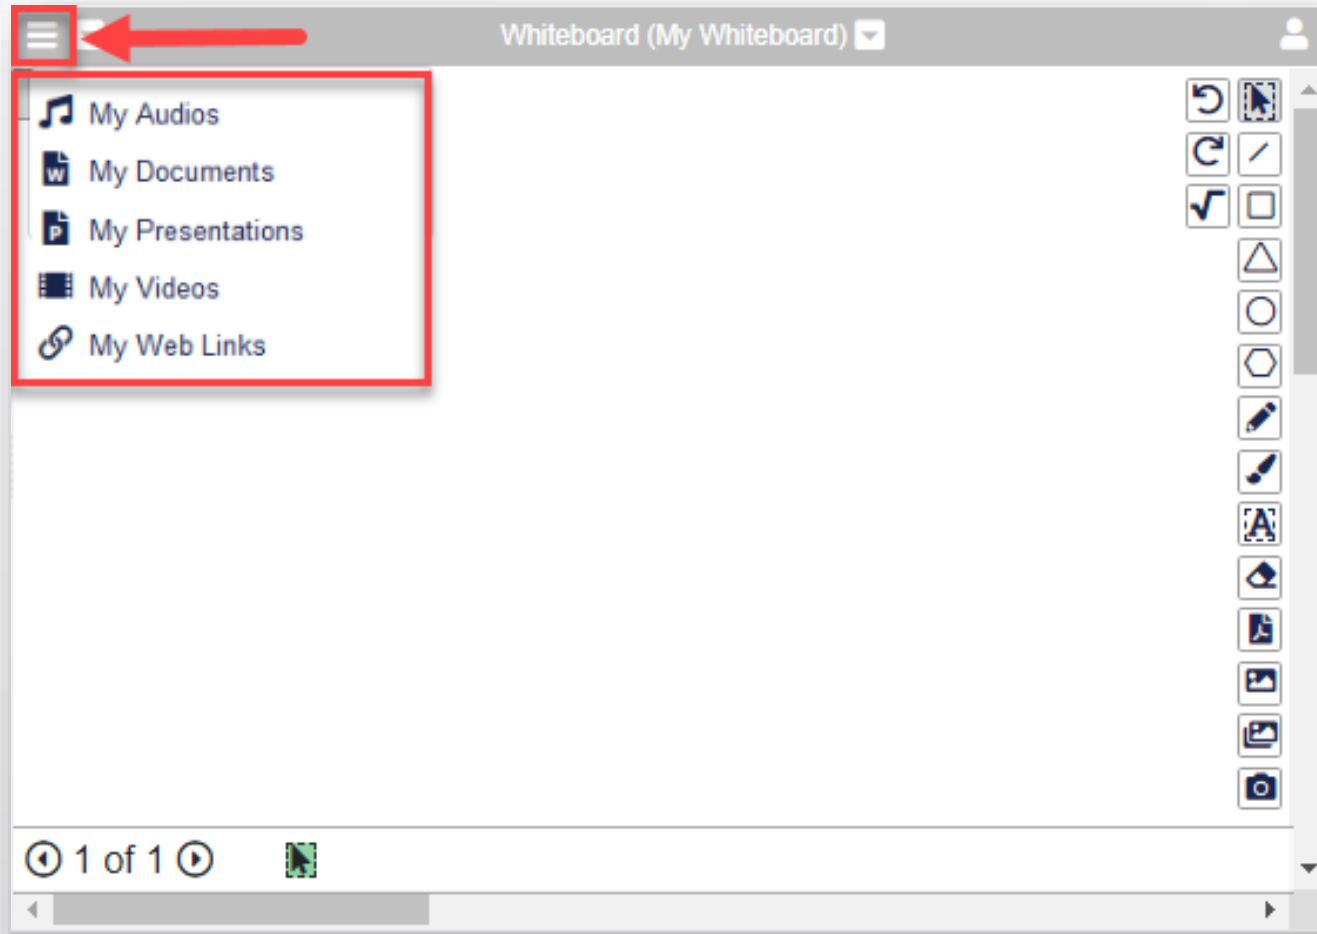 Whiteboard (My Whiteboard)
My Audios
My Documents
My Presentations
My Videos
My Web Links
1 of 1